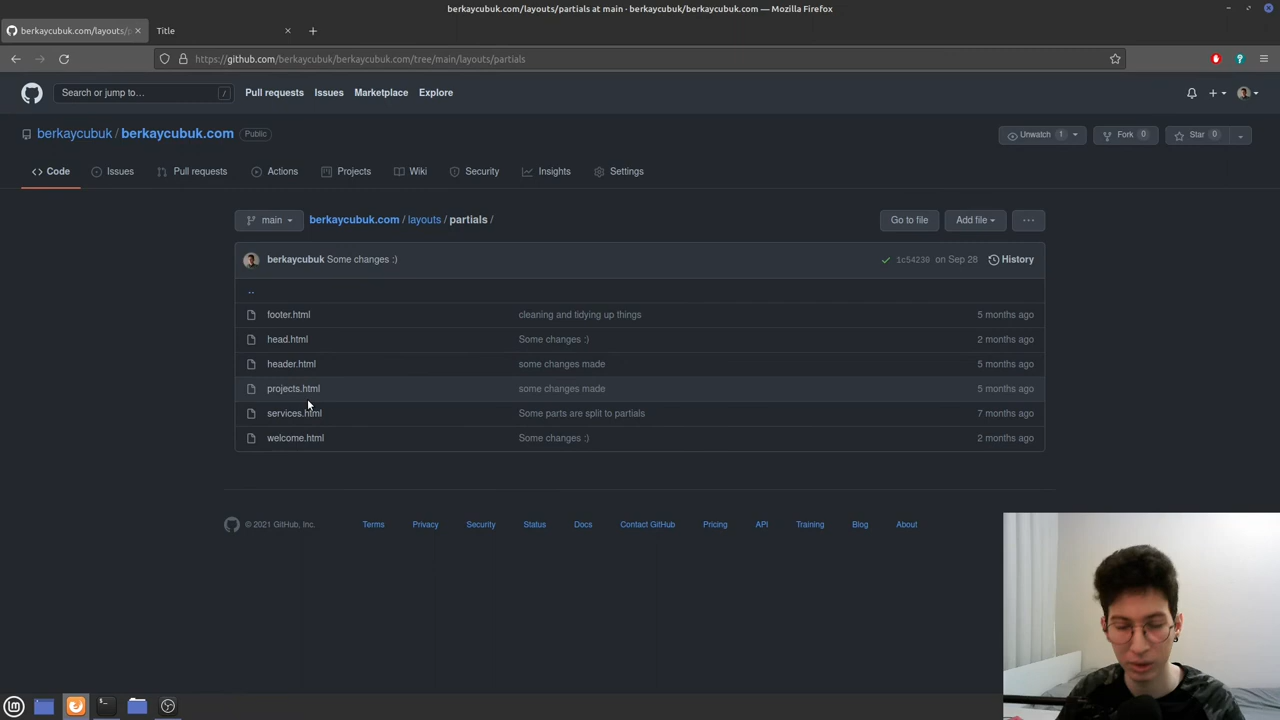 berkaycubuk.com/layouts/partials at main · berkaycubuk/berkaycubuk.com — Mozilla Firefox
berkaycubuk.com/layouts/p
Title
https://github.com/berkaycubuk/berkaycubuk.com/tree/main/layouts/partials
Search or jump to… /
Pull requests Issues Marketplace Explore
berkaycubuk / berkaycubuk.com Public
Unwatch 1 Fork 0 Star 0
Code Issues Pull requests Actions Projects Wiki Security Insights Settings
main berkaycubuk.com / layouts / partials / Go to file Add file ...
berkaycubuk Some changes :) 1c54230 on Sep 28 History
..
footer.html cleaning and tidying up things 5 months ago
head.html Some changes :) 2 months ago
header.html some changes made 5 months ago
projects.html some changes made 5 months ago
services.html Some parts are split to partials 7 months ago
welcome.html Some changes :) 2 months ago
© 2021 GitHub, Inc. Terms Privacy Security Status Docs Contact GitHub Pricing API Training Blog About